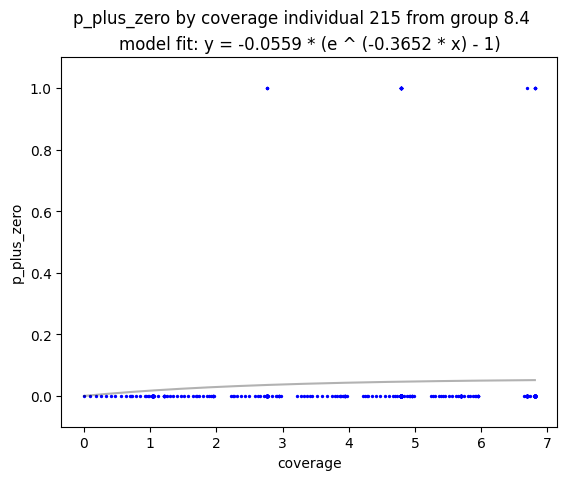 p_plus_zero by coverage individual 215 from group 8.4
model fit: y = -0.0559 * (e ^ (-0.3652 * x) - 1)
1.0
0.8
0.6
0.4
0.2
0.0
p_plus_zero
0 1 2 3 4 5 6 7
coverage